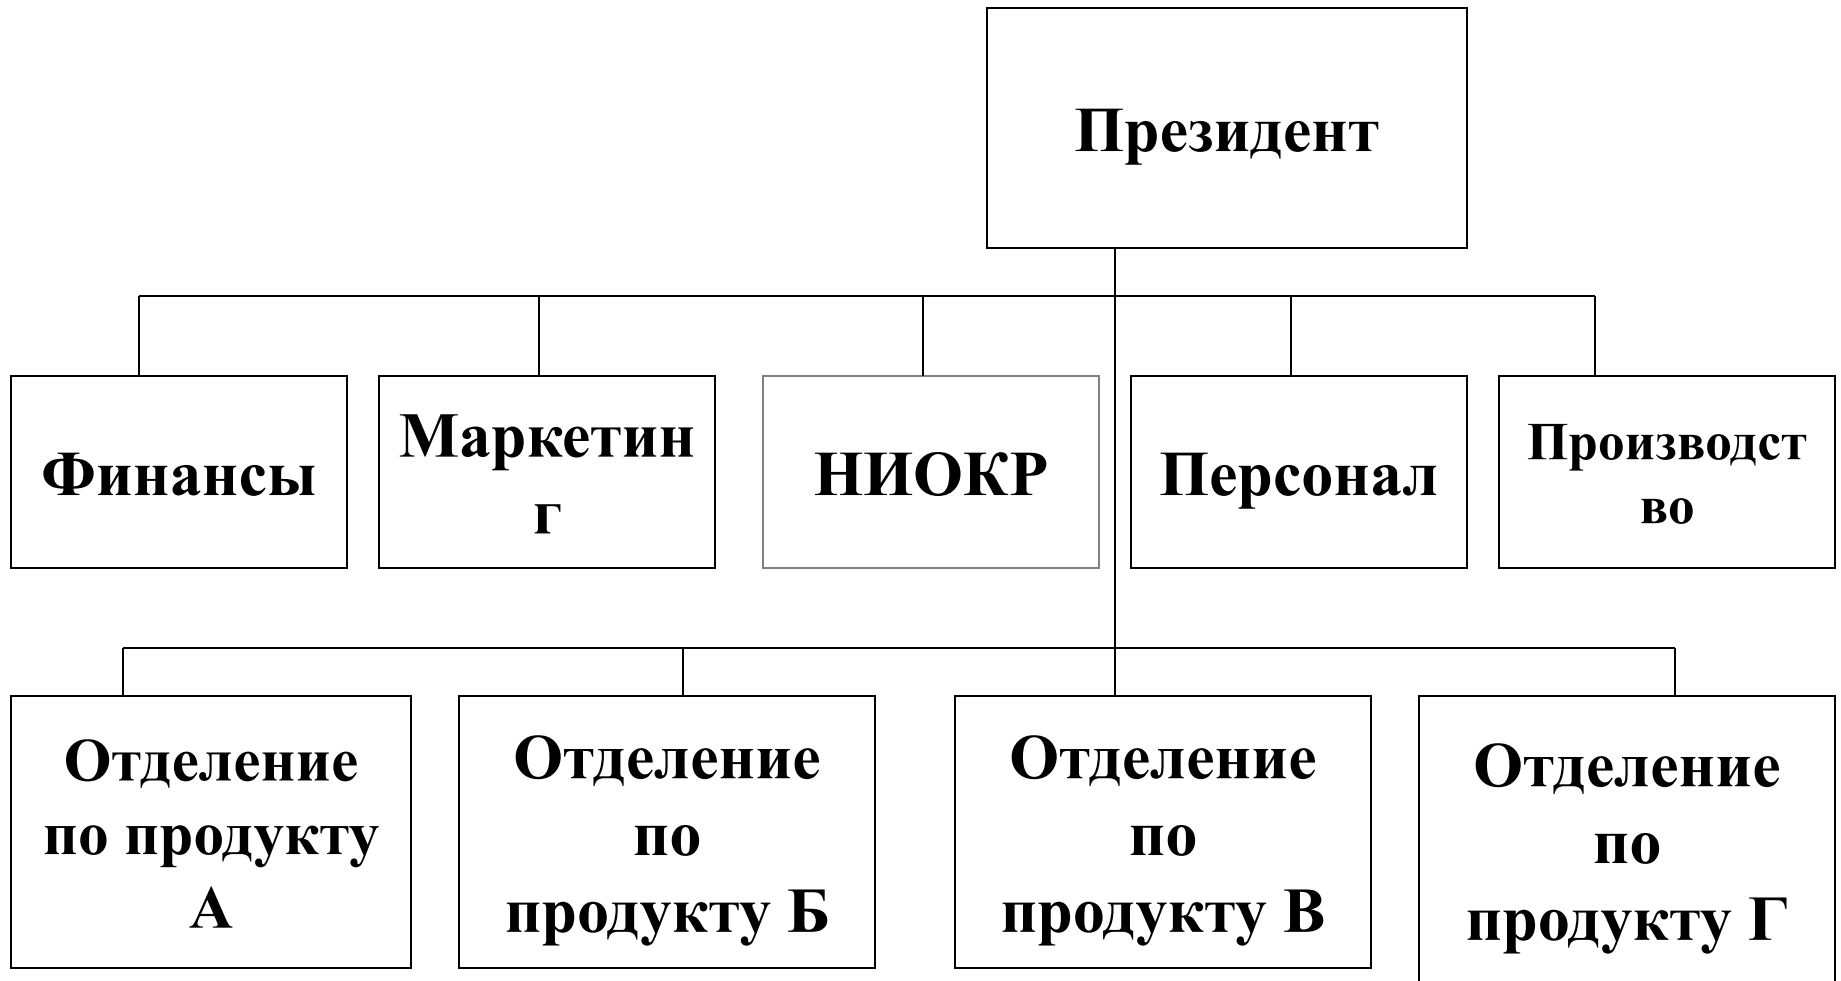 Президент
Финансы
Маркетин
г
НИОКР
Персонал
Производст
во
Отделение
по продукту
А
Отделение
по
продукту Б
Отделение
по
продукту В
Отделение
по
продукту Г